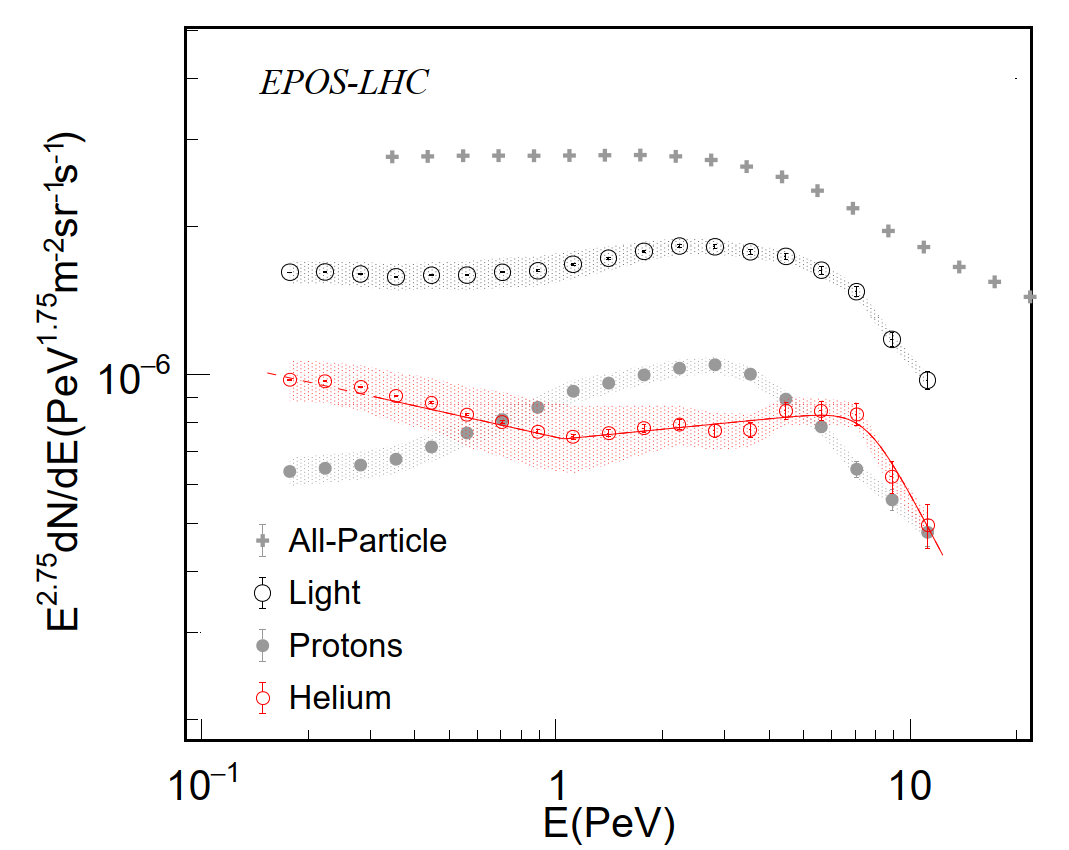 EPOS-LHC
E^2.75dN/dE(PeV^1.75m^-2sr^-1s^-1)
10^−6
All-Particle
Light
Protons
Helium
10^−1
1
10
E(PeV)